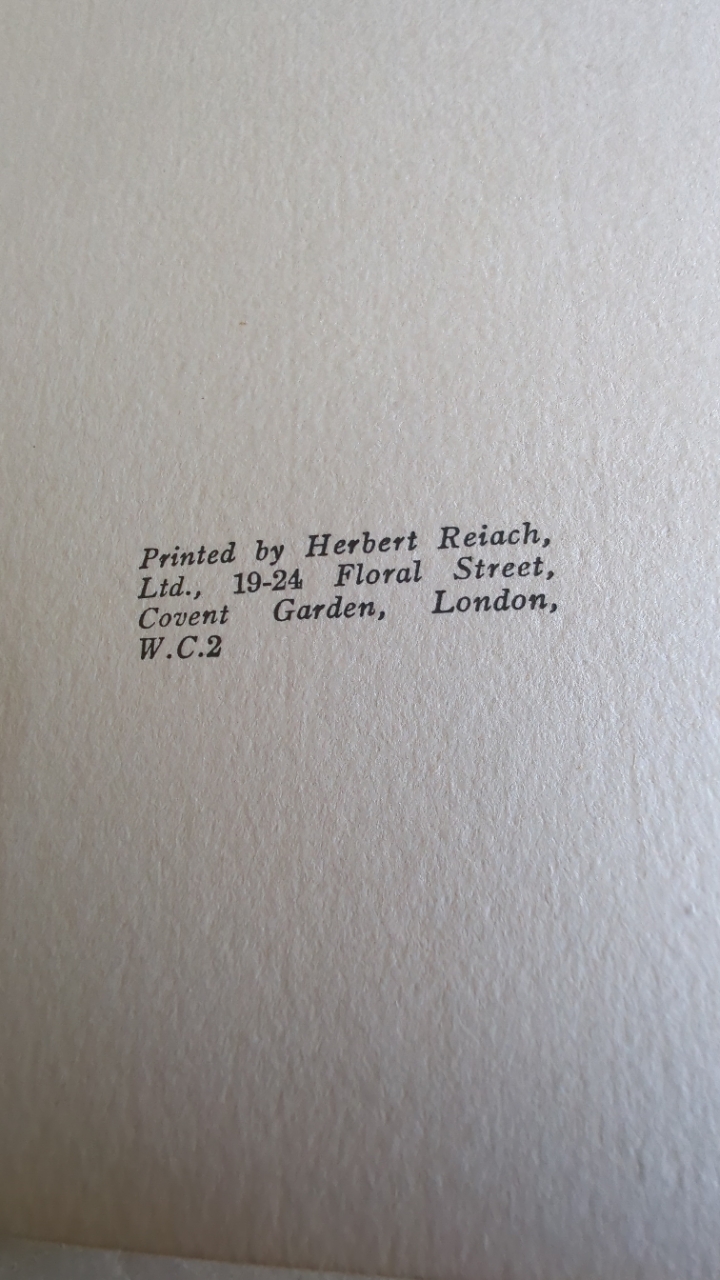 Printed by Herbert Reiach,
Ltd., 19-24 Floral Street,
Covent Garden, London,
W.C.2